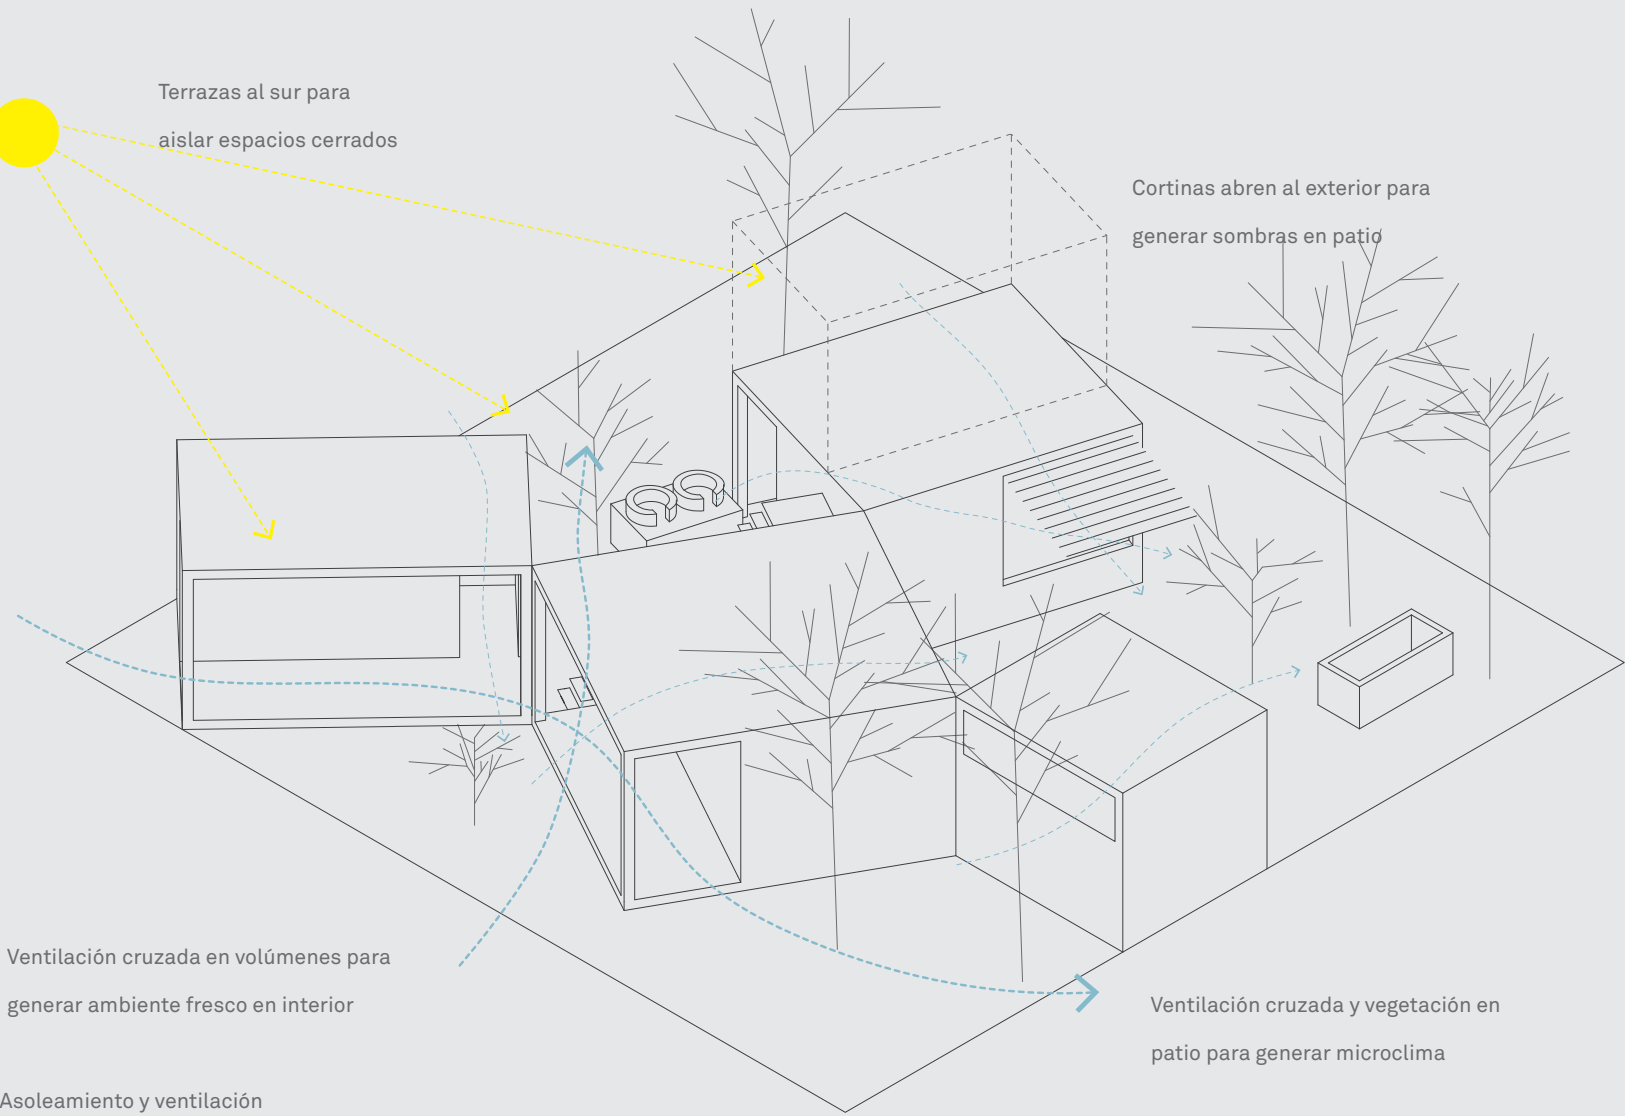 Terrazas al sur para
aislar espacios cerrados
Cortinas abren al exterior para
generar sombras en patio
Ventilación cruzada en volúmenes para
generar ambiente fresco en interior
Ventilación cruzada y vegetación en
patio para generar microclima
Asoleamiento y ventilación